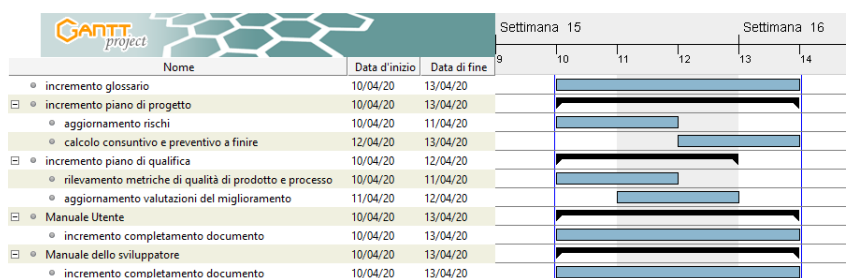 GANTT project
Settimana 15 Settimana 16
9 10 11 12 13 14
Nome Data d'inizio Data di fine
incremento glossario 10/04/20 13/04/20
incremento piano di progetto 10/04/20 13/04/20
aggiornamento rischi 10/04/20 11/04/20
calcolo consuntivo e preventivo a finire 12/04/20 13/04/20
incremento piano di qualifica 10/04/20 12/04/20
rilevamento metriche di qualità di prodotto e processo 10/04/20 11/04/20
aggiornamento valutazioni del miglioramento 11/04/20 12/04/20
Manuale Utente 10/04/20 13/04/20
incremento completamento documento 10/04/20 13/04/20
Manuale dello sviluppatore 10/04/20 13/04/20
incremento completamento documento 10/04/20 13/04/20